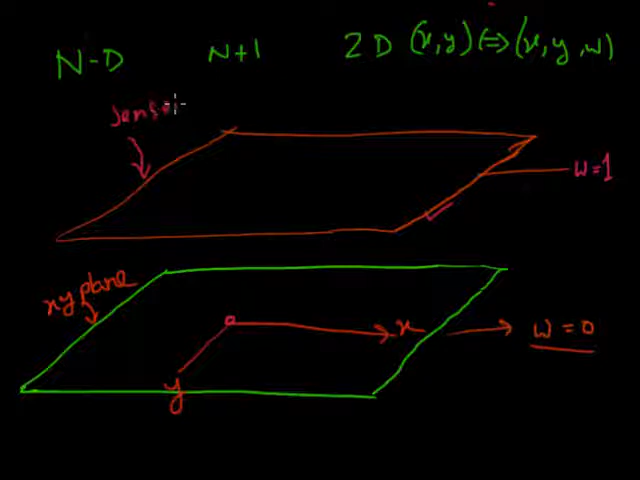 N-D N+1 2D (x,y) ⇔ (x, y, w)
w=1
xy plane
x
w = 0
y